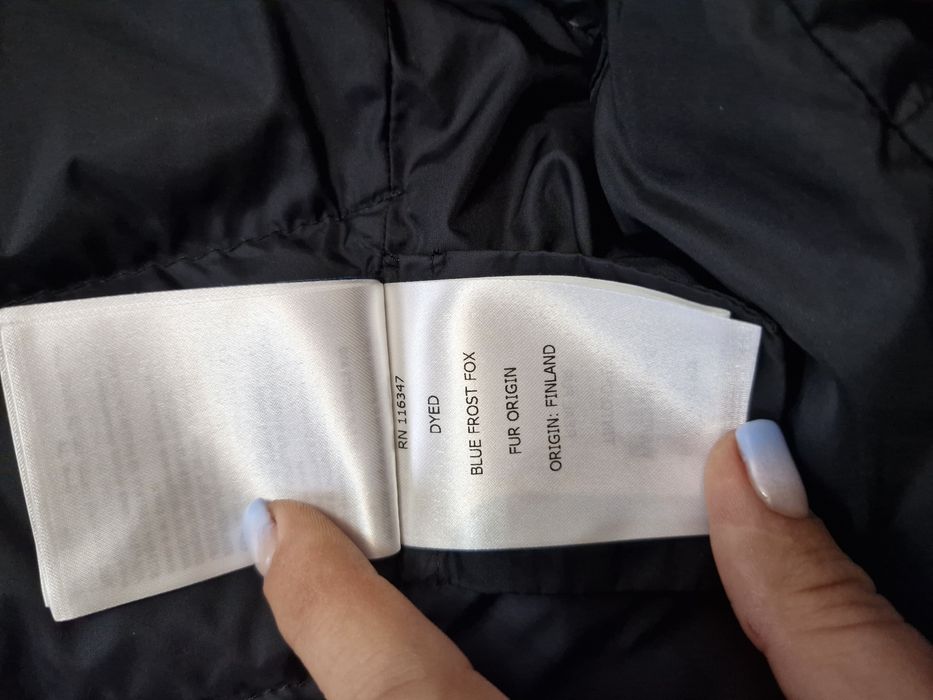 RN 116347
DYED
BLUE FROST FOX
FUR ORIGIN
ORIGIN: FINLAND